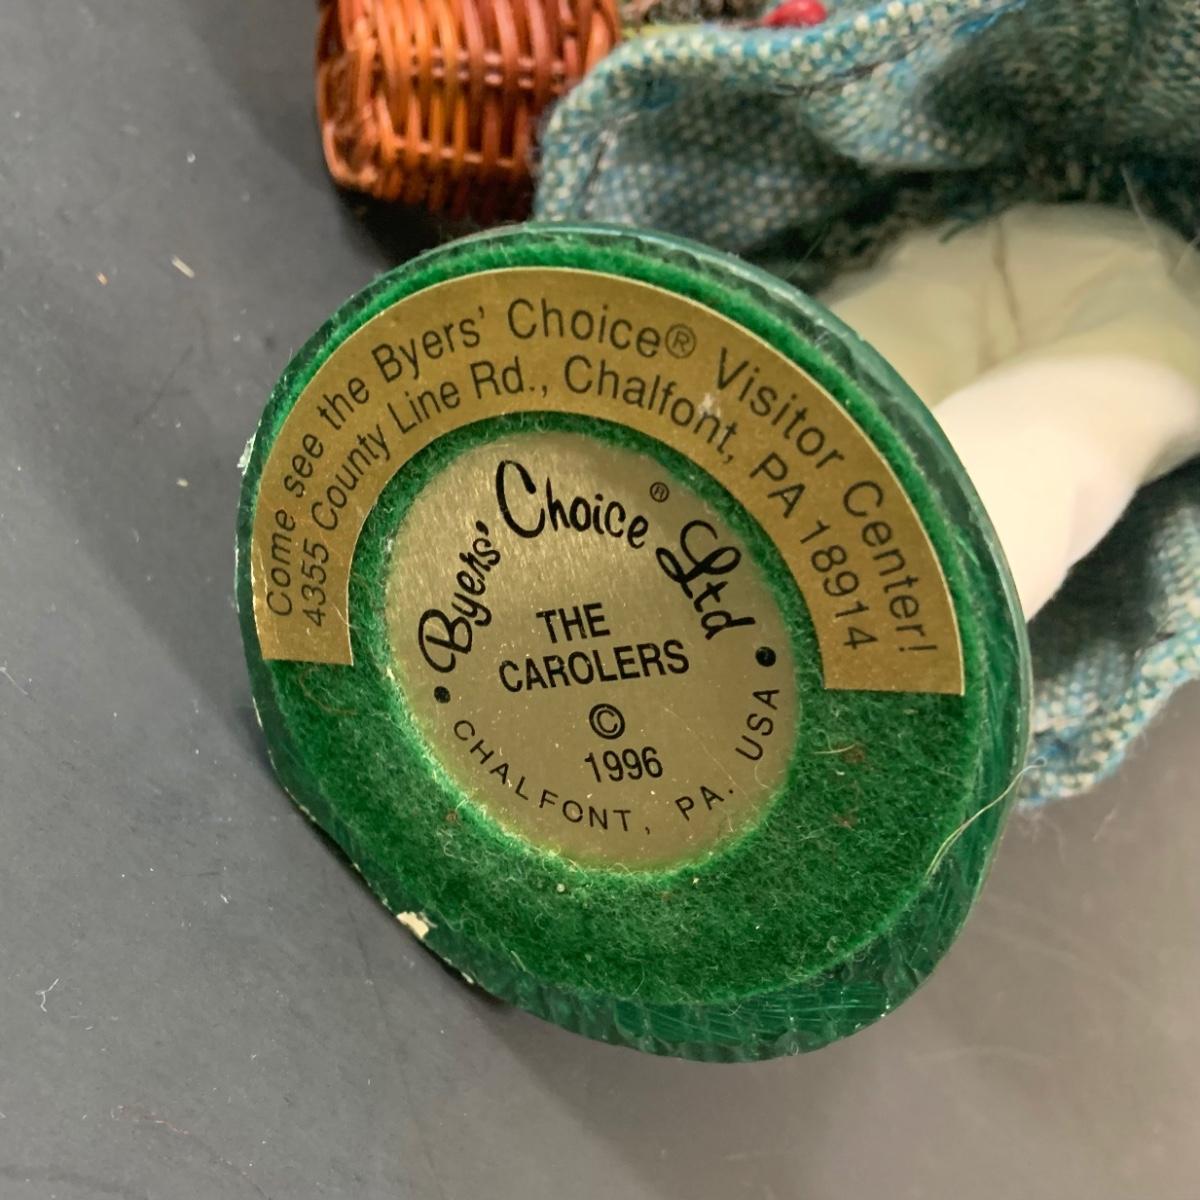 Come see the Byers' Choice® Visitor Center!
4355 County Line Rd., Chalfont, PA 18914
Byers' Choice® Ltd
THE
CAROLERS
©
1996
• CHALFONT, PA. USA •